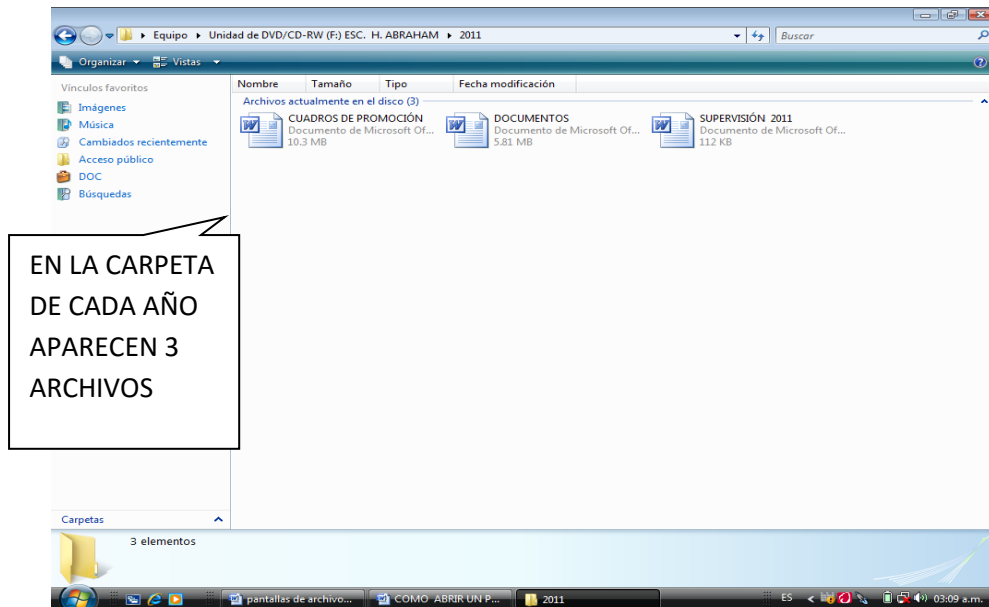 Equipo Unidad de DVD/CD-RW (F:) ESC. H. ABRAHAM 2011
Buscar
Organizar Vistas
Vínculos favoritos
Imágenes
Música
Cambiados recientemente
Acceso público
DOC
Búsquedas
Nombre Tamaño Tipo Fecha modificación
Archivos actualmente en el disco (3)
CUADROS DE PROMOCIÓN
Documento de Microsoft Of...
10.3 MB
DOCUMENTOS
Documento de Microsoft Of...
5.81 MB
SUPERVISIÓN 2011
Documento de Microsoft Of...
112 KB
EN LA CARPETA
DE CADA AÑO
APARECEN 3
ARCHIVOS
Carpetas
3 elementos
pantallas de archivo... COMO ABRIR UN P... 2011 ES 03:09 a.m.